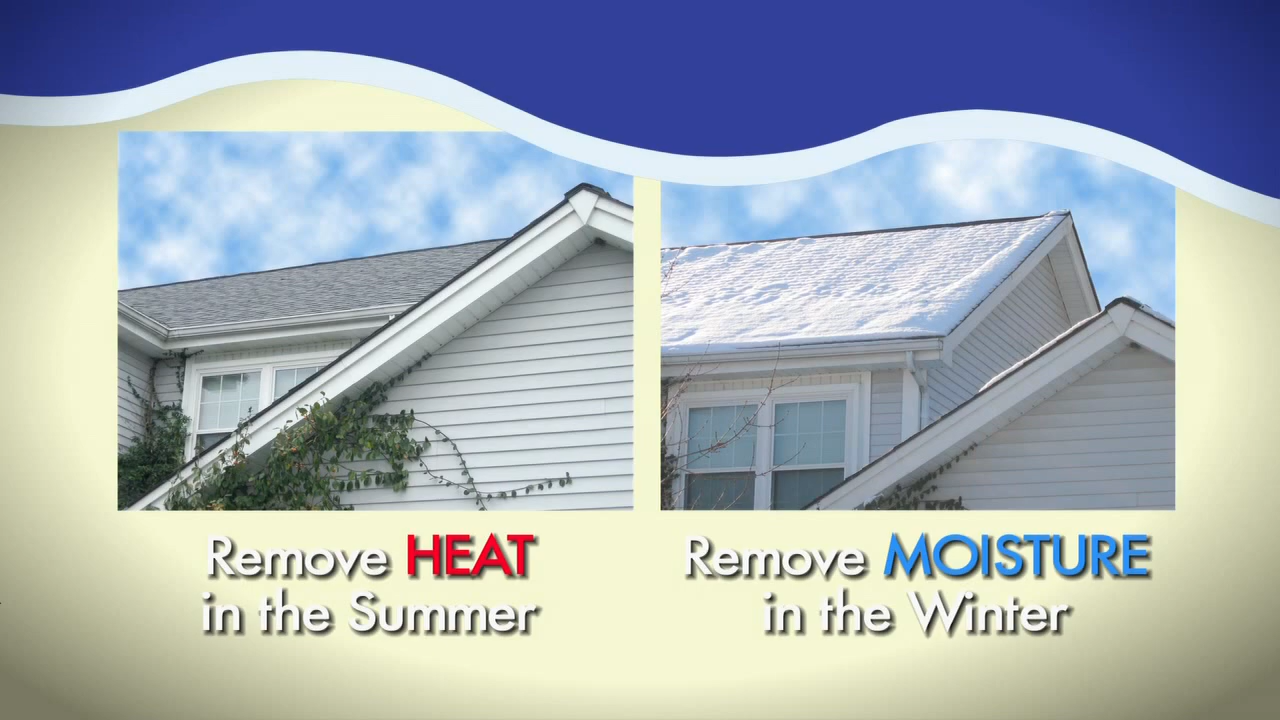 Remove HEAT
in the Summer
Remove MOISTURE
in the Winter